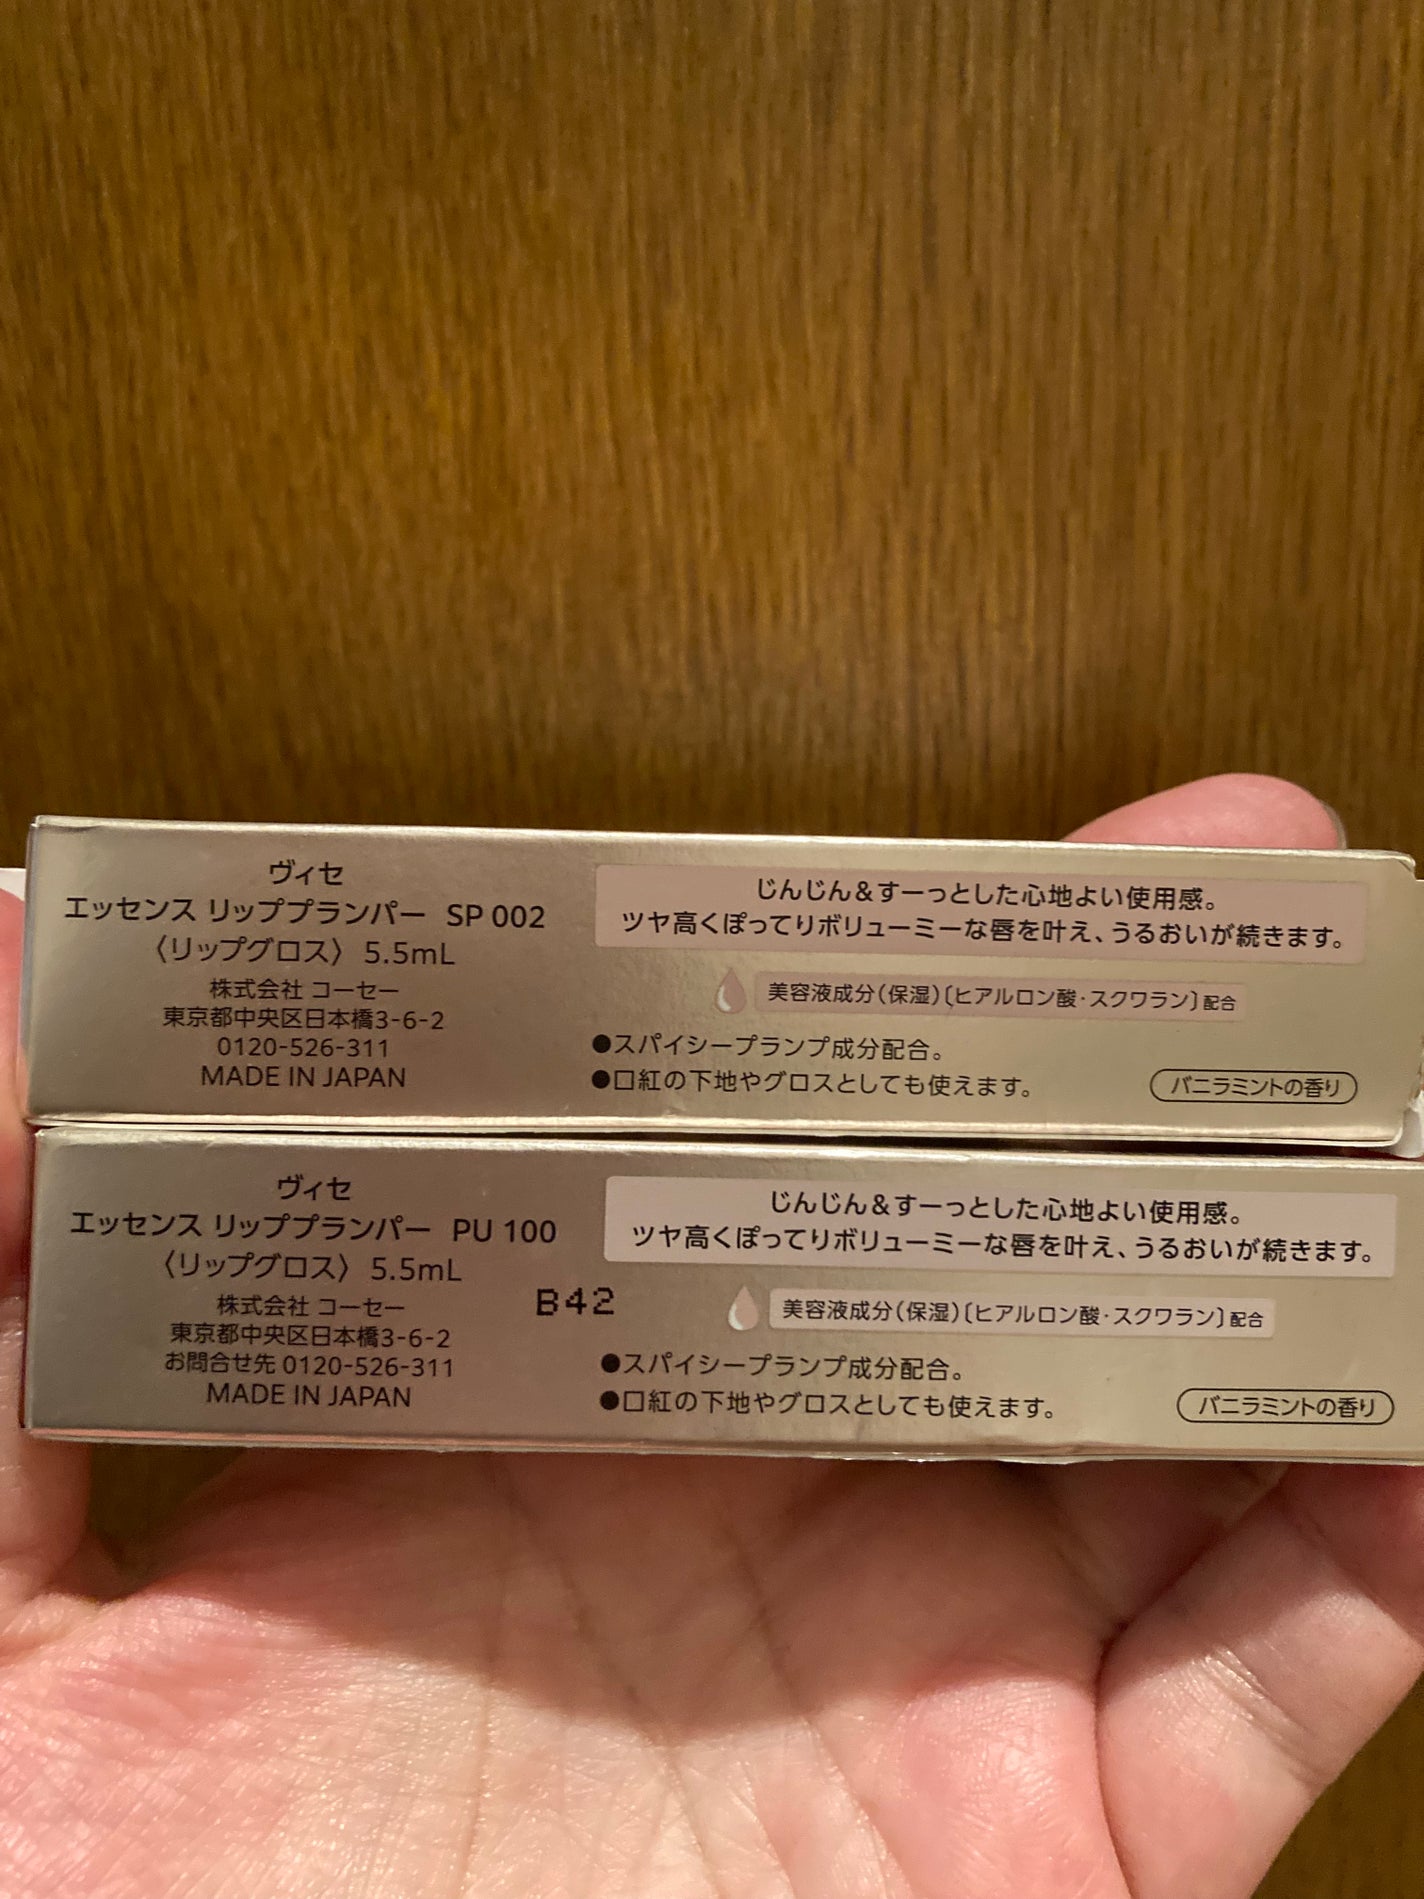 ヴィセ
エッセンス リッププランパー SP 002
〈リップグロス〉 5.5mL
株式会社 コーセー
東京都中央区日本橋3-6-2
0120-526-311
MADE IN JAPAN
じんじん&すーっとした心地よい使用感。
ツヤ高くぽってりボリューミーな唇を叶え、うるおいが続きます。
美容液成分(保湿)〔ヒアルロン酸・スクワラン〕配合
●スパイシープランプ成分配合。
●口紅の下地やグロスとしても使えます。
バニラミントの香り
ヴィセ
エッセンス リッププランパー PU 100
〈リップグロス〉 5.5mL
株式会社 コーセー
東京都中央区日本橋3-6-2
お問合せ先 0120-526-311
MADE IN JAPAN
B42
じんじん&すーっとした心地よい使用感。
ツヤ高くぽってりボリューミーな唇を叶え、うるおいが続きます。
美容液成分(保湿)〔ヒアルロン酸・スクワラン〕配合
●スパイシープランプ成分配合。
●口紅の下地やグロスとしても使えます。
バニラミントの香り